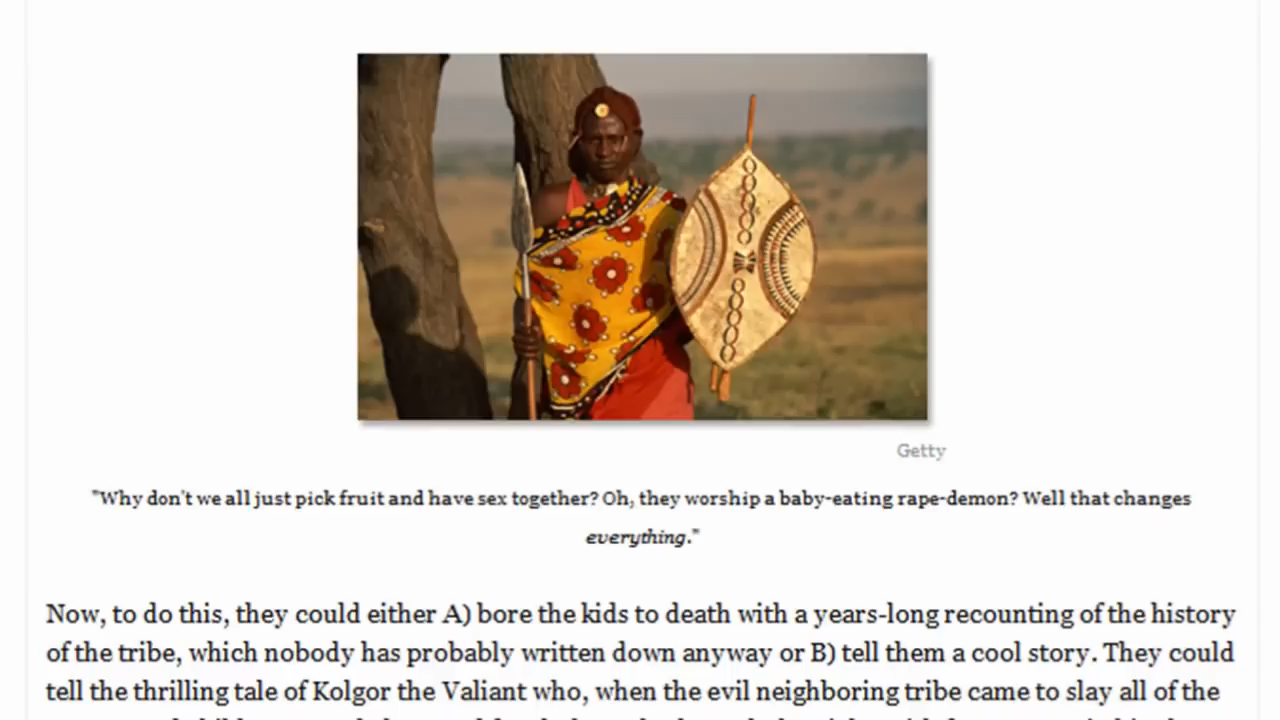 Getty
"Why don't we all just pick fruit and have sex together? Oh, they worship a baby-eating rape-demon? Well that changes
everything."
Now, to do this, they could either A) bore the kids to death with a years-long recounting of the history
of the tribe, which nobody has probably written down anyway or B) tell them a cool story. They could
tell the thrilling tale of Kolgor the Valiant who, when the evil neighboring tribe came to slay all of the